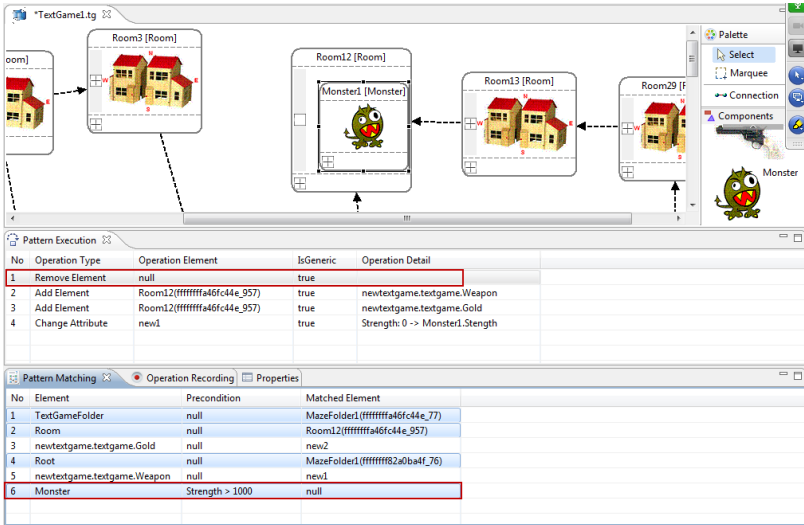 *TextGame1.tg
oom]
Room3 [Room]
N
W
E
S
E
Room12 [Room]
Monster1 [Monster]
Room13 [Room]
N
W
E
S
Room29 [R
W
Palette
Select
Marquee
Connection
Components
Monster
Pattern Execution
No Operation Type Operation Element IsGeneric Operation Detail
1 Remove Element null true
2 Add Element Room12(ffffffffa46fc44e_957) true newtextgame.textgame.Weapon
3 Add Element Room12(ffffffffa46fc44e_957) true newtextgame.textgame.Gold
4 Change Attribute new1 true Strength: 0 -> Monster1.Stength
Pattern Matching Operation Recording Properties
No Element Precondition Matched Element
1 TextGameFolder null MazeFolder1(ffffffffa46fc44e_77)
2 Room null Room12(ffffffffa46fc44e_957)
3 newtextgame.textgame.Gold null new2
4 Root null MazeFolder1(ffffffff82a0ba4f_76)
5 newtextgame.textgame.Weapon null new1
6 Monster Strength > 1000 null